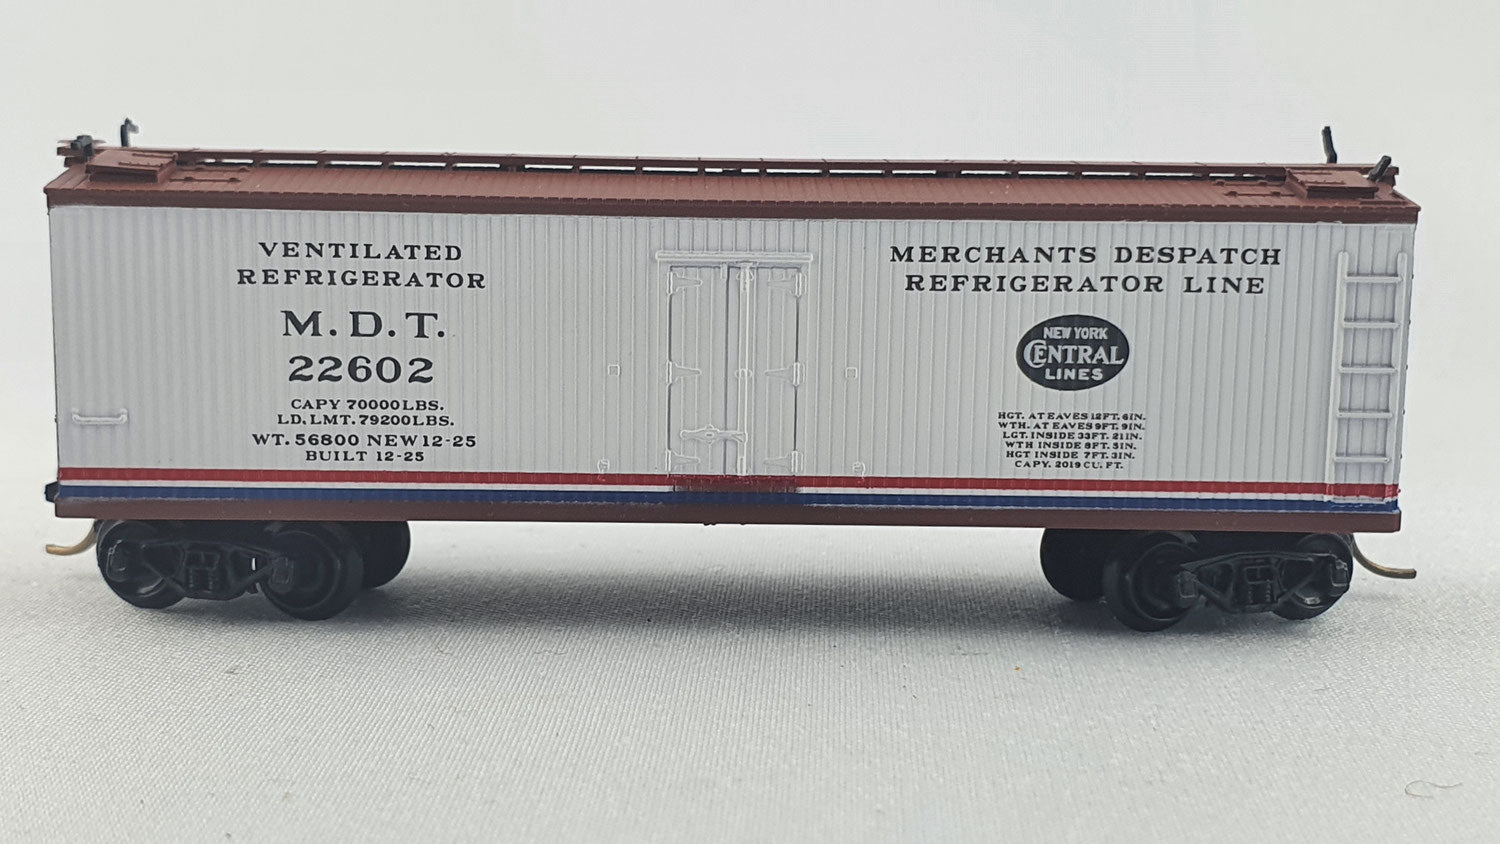 VENTILATED
REFRIGERATOR
M.D.T.
22602
CAPY 70000LBS.
LD. LMT. 79200LBS.
WT. 56800 NEW 12-25
BUILT 12-25
MERCHANTS DESPATCH
REFRIGERATOR LINE
NEW YORK
CENTRAL
LINES
HGT. AT EAVES 12FT. 6IN.
WTH. AT EAVES 9FT. 9IN.
LGT. INSIDE 33FT. 21IN.
WTH INSIDE 8FT. 3IN.
HGT INSIDE 7FT. 3IN.
CAPY. 2019 CU. FT.